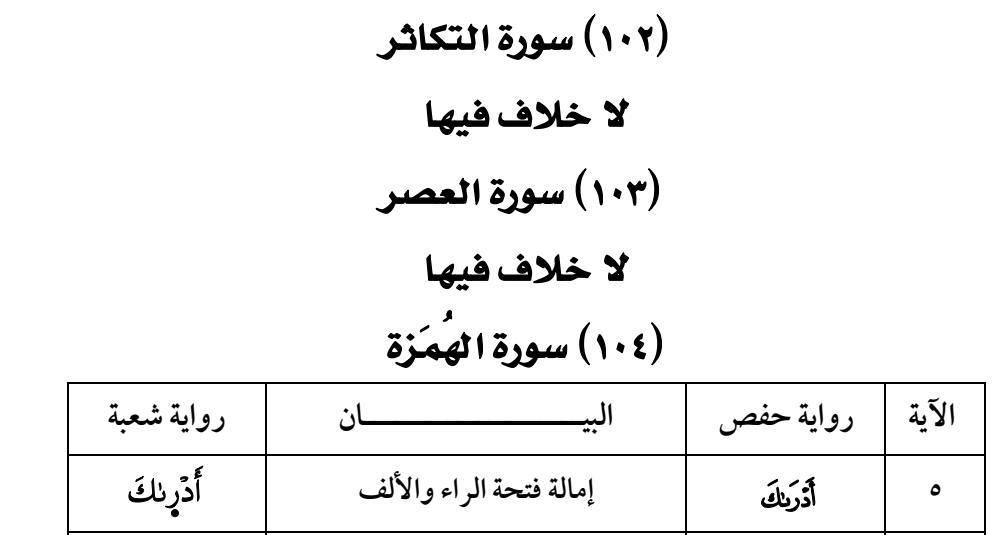 (١٠٢) سورة التكاثر
لا خلاف فيها
(١٠٣) سورة العصر
لا خلاف فيها
(١٠٤) سورة الهُمَزة
الآية رواية حفص البيــــــــــــــان رواية شعبة
٥ أَدۡرَىٰكَ إمالة فتحة الراء والألف أَدۡرٜىٰكَ